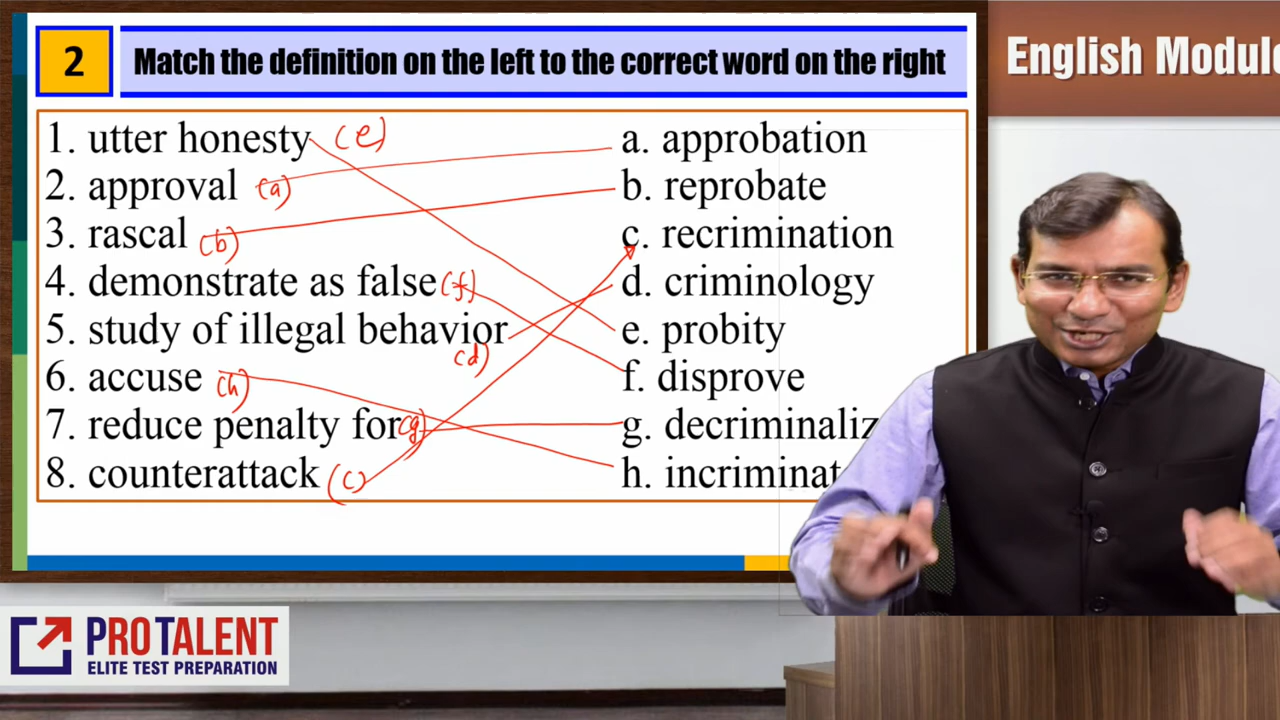 2 Match the definition on the left to the correct word on the right
English Module
1. utter honesty (e)
2. approval (a)
3. rascal (b)
4. demonstrate as false (f)
5. study of illegal behavior (d)
6. accuse (h)
7. reduce penalty for (g)
8. counterattack (c)
a. approbation
b. reprobate
c. recrimination
d. criminology
e. probity
f. disprove
g. decriminaliz
h. incriminat
PROTALENT
ELITE TEST PREPARATION